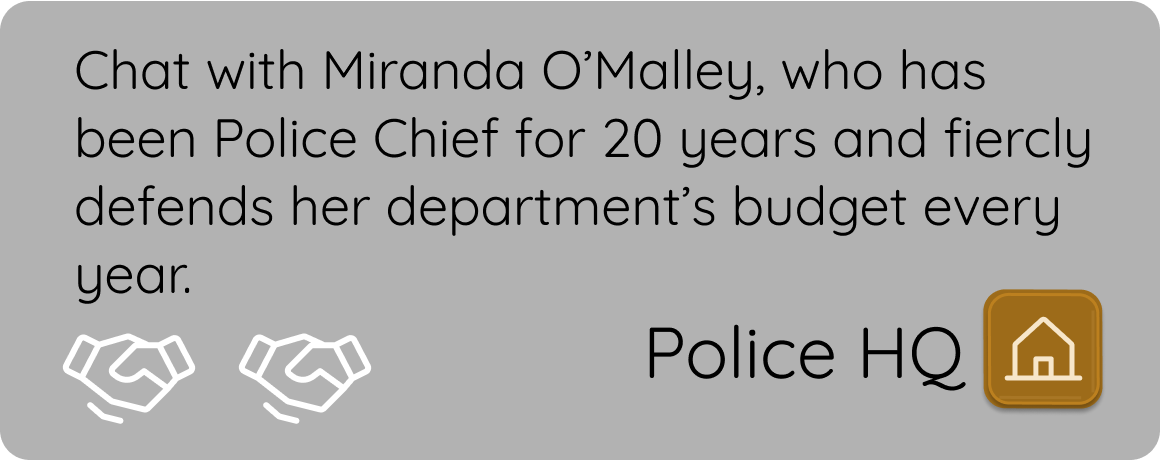 Chat with Miranda O’Malley, who has
been Police Chief for 20 years and fiercly
defends her department’s budget every
year.
Police HQ